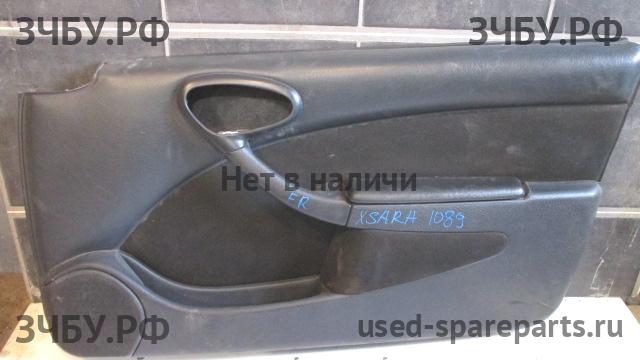 ЗЧБУ.РФ ЗЧБУ.РФ
Нет в наличи
FR
XSARA 1089
ЗЧБУ.РФ used-spareparts.ru